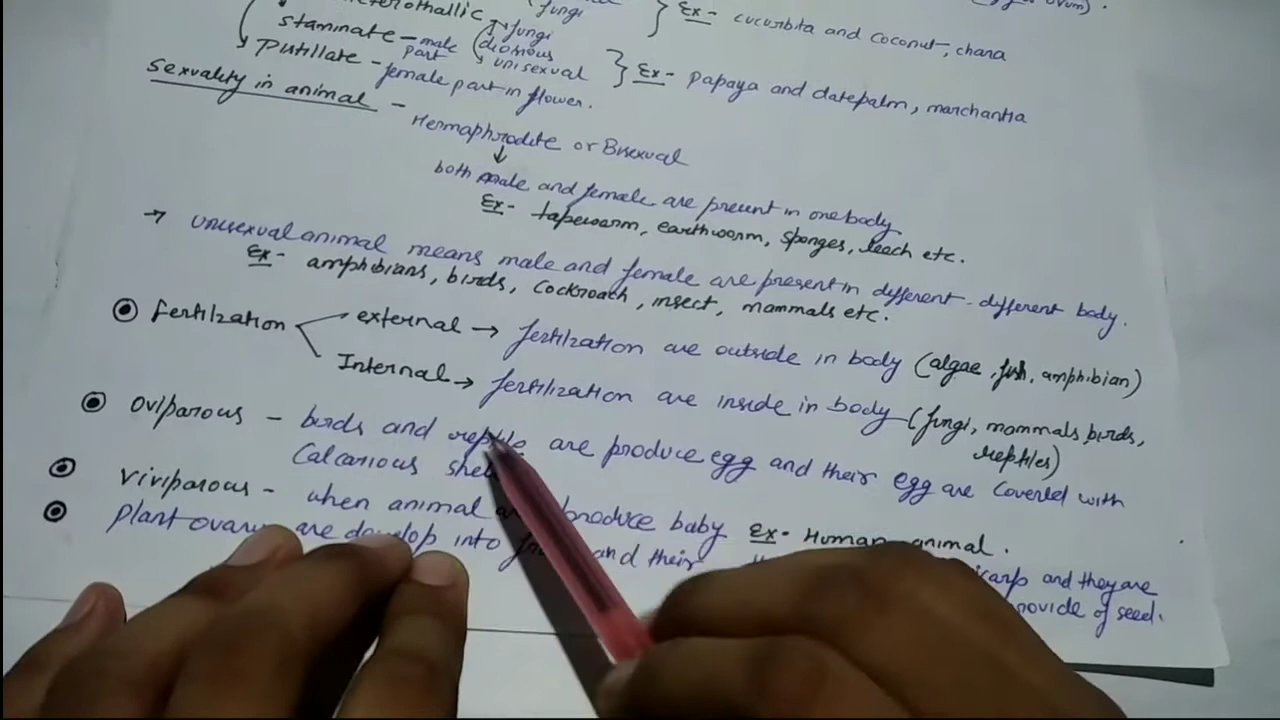 fungi
heterothallic fungi } Ex- cucurbita and coconut, chara
ovum).
Staminate - male part (dioecious unisexual } Ex- papaya and datepalm, marchantia
Pistillate - female part in flower.
Sexuality in animal -
Hermaphrodite or Bisexual
↓
both male and female are present in one body
Ex- tapeworm, earthworm, sponges, leach etc.
→ unisexual animal means male and female are present in different-different body.
Ex- amphibians, birds, cockroach, insect, mammals etc.
fertilization external → fertilization are outside in body (algae, fish, amphibian)
Internal → fertilization are inside in body (fungi, mammals birds, reptiles)
oviparous - birds and reptile are produce egg and their egg are covered with
calcarious shell
viviparous - when animal are produce baby Ex- Human, animal.
plant ovary are develop into and their and they are
provide of seed.